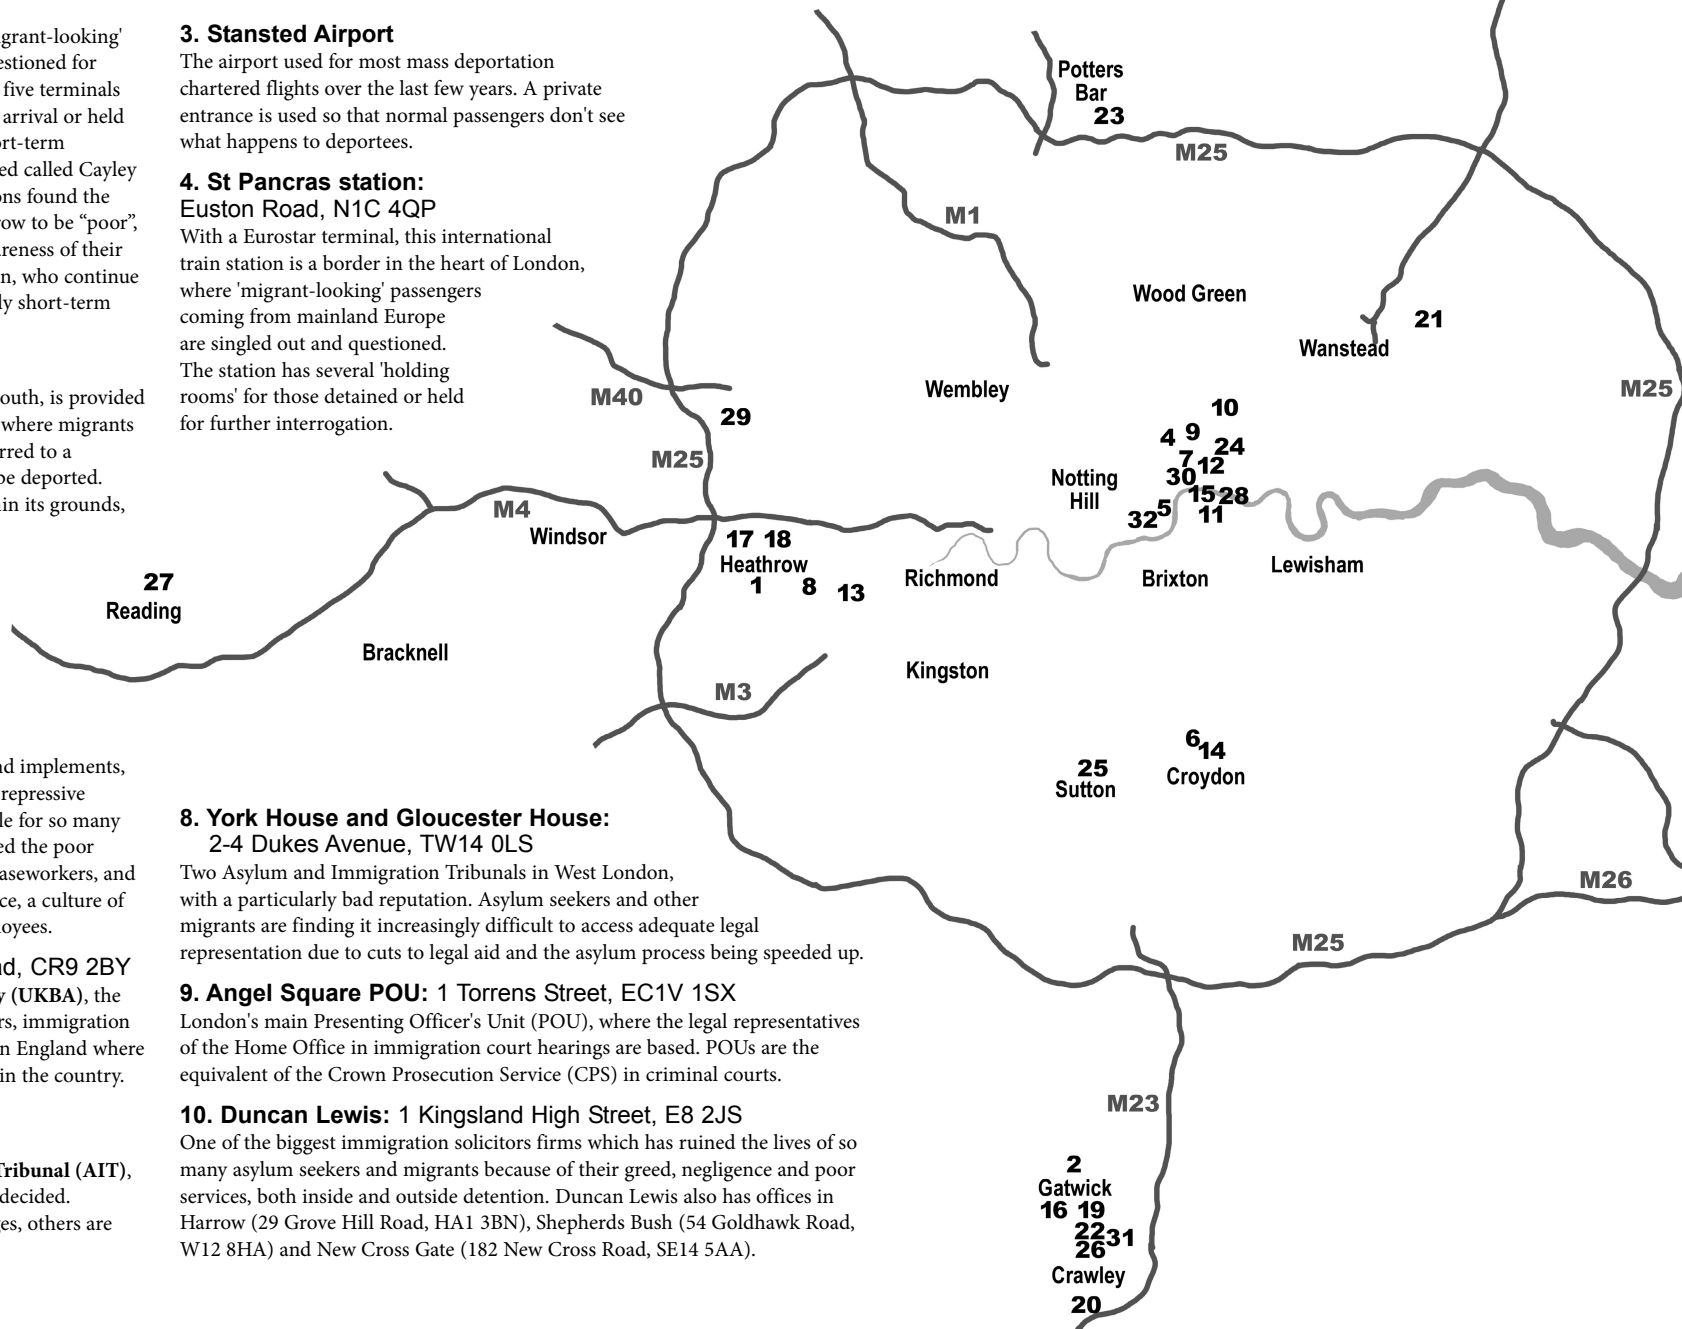 grant-looking'
estioned for
five terminals
arrival or held
ort-term
ed called Cayley
ons found the
row to be “poor”,
areness of their
n, who continue
ly short-term
outh, is provided
where migrants
rred to a
be deported.
in its grounds,
nd implements,
repressive
le for so many
ed the poor
aseworkers, and
ce, a culture of
loyees.
d, CR9 2BY
y (UKBA), the
rs, immigration
n England where
in the country.
Tribunal (AIT),
decided.
ges, others are
3. Stansted Airport
The airport used for most mass deportation
chartered flights over the last few years. A private
entrance is used so that normal passengers don't see
what happens to deportees.
4. St Pancras station:
Euston Road, N1C 4QP
With a Eurostar terminal, this international
train station is a border in the heart of London,
where 'migrant-looking' passengers
coming from mainland Europe
are singled out and questioned.
The station has several 'holding
rooms' for those detained or held
for further interrogation.
8. York House and Gloucester House:
2-4 Dukes Avenue, TW14 0LS
Two Asylum and Immigration Tribunals in West London,
with a particularly bad reputation. Asylum seekers and other
migrants are finding it increasingly difficult to access adequate legal
representation due to cuts to legal aid and the asylum process being speeded up.
9. Angel Square POU: 1 Torrens Street, EC1V 1SX
London's main Presenting Officer's Unit (POU), where the legal representatives
of the Home Office in immigration court hearings are based. POUs are the
equivalent of the Crown Prosecution Service (CPS) in criminal courts.
10. Duncan Lewis: 1 Kingsland High Street, E8 2JS
One of the biggest immigration solicitors firms which has ruined the lives of so
many asylum seekers and migrants because of their greed, negligence and poor
services, both inside and outside detention. Duncan Lewis also has offices in
Harrow (29 Grove Hill Road, HA1 3BN), Shepherds Bush (54 Goldhawk Road,
W12 8HA) and New Cross Gate (182 New Cross Road, SE14 5AA).
Potters
Bar
23
M25
M1
Wood Green
21
Wanstead
M25
Wembley
M40
29
M25
10
4 9
24
7 12
30
Notting
Hill
15 28
5
32
11
M4
Windsor
17 18
Heathrow
1 8 13
Richmond
Brixton
Lewisham
27
Reading
Bracknell
Kingston
M3
6
14
Croydon
25
Sutton
M26
M25
M23
2
Gatwick
16 19
22 31
26
Crawley
20